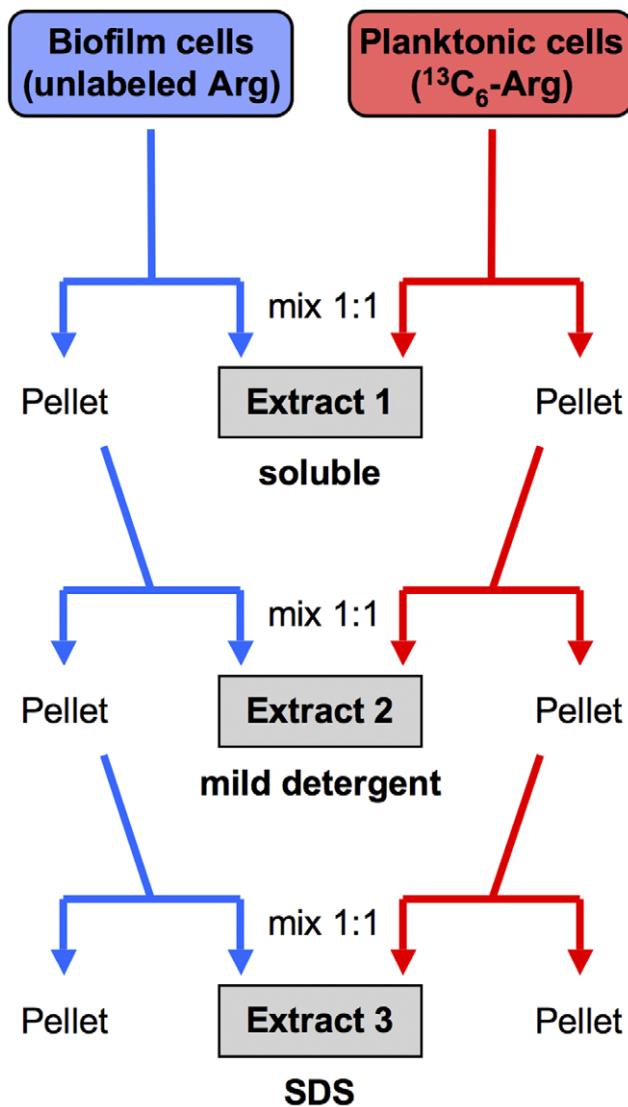 Biofilm cells
(unlabeled Arg)
Planktonic cells
(¹³C₆-Arg)
mix 1:1
Pellet
Extract 1
Pellet
soluble
mix 1:1
Pellet
Extract 2
Pellet
mild detergent
mix 1:1
Pellet
Extract 3
Pellet
SDS